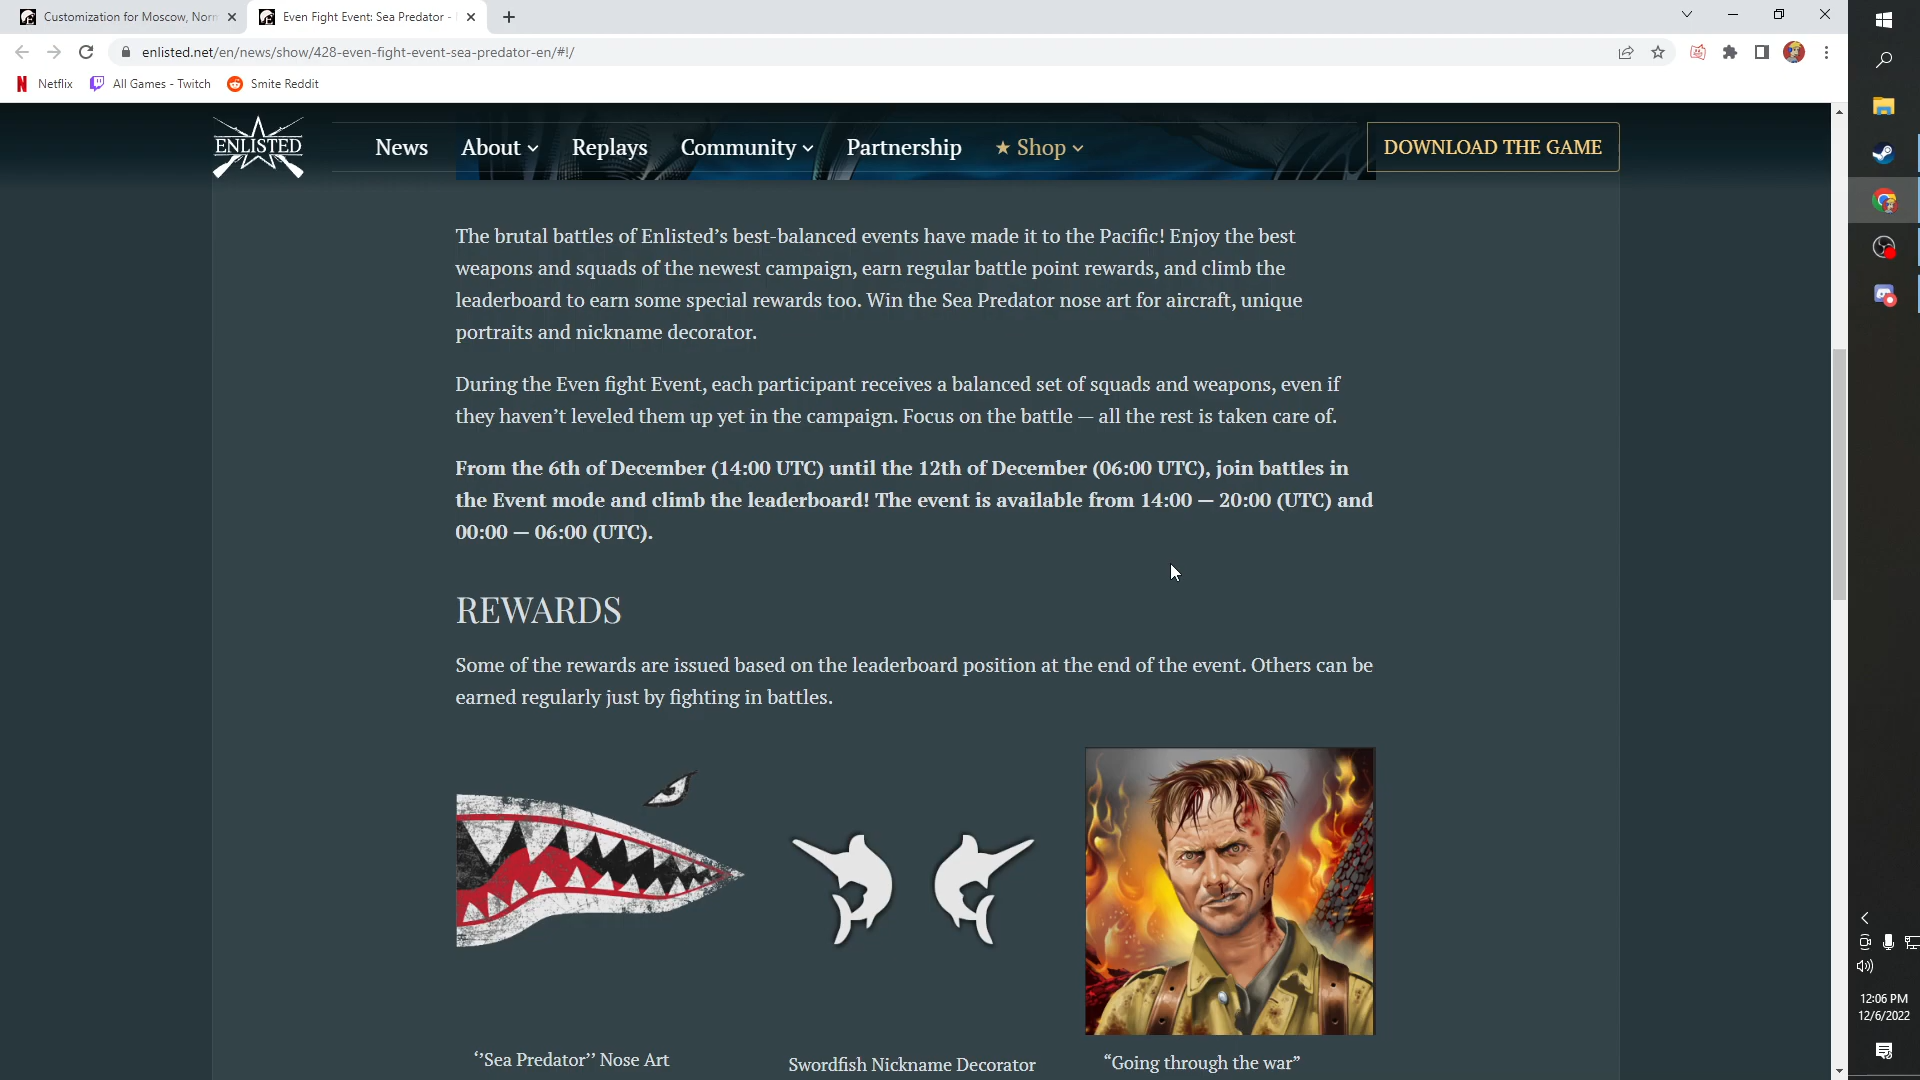 Customization for Moscow, Norm
Even Fight Event: Sea Predator -
enlisted.net/en/news/show/428-even-fight-event-sea-predator-en/#!/
Netflix
All Games - Twitch
Smite Reddit
ENLISTED
News
About
Replays
Community
Partnership
★ Shop
DOWNLOAD THE GAME
The brutal battles of Enlisted’s best-balanced events have made it to the Pacific! Enjoy the best
weapons and squads of the newest campaign, earn regular battle point rewards, and climb the
leaderboard to earn some special rewards too. Win the Sea Predator nose art for aircraft, unique
portraits and nickname decorator.
During the Even fight Event, each participant receives a balanced set of squads and weapons, even if
they haven’t leveled them up yet in the campaign. Focus on the battle — all the rest is taken care of.
From the 6th of December (14:00 UTC) until the 12th of December (06:00 UTC), join battles in
the Event mode and climb the leaderboard! The event is available from 14:00 — 20:00 (UTC) and
00:00 — 06:00 (UTC).
REWARDS
Some of the rewards are issued based on the leaderboard position at the end of the event. Others can be
earned regularly just by fighting in battles.
‘’Sea Predator’’ Nose Art
Swordfish Nickname Decorator
“Going through the war”
12:06 PM
12/6/2022